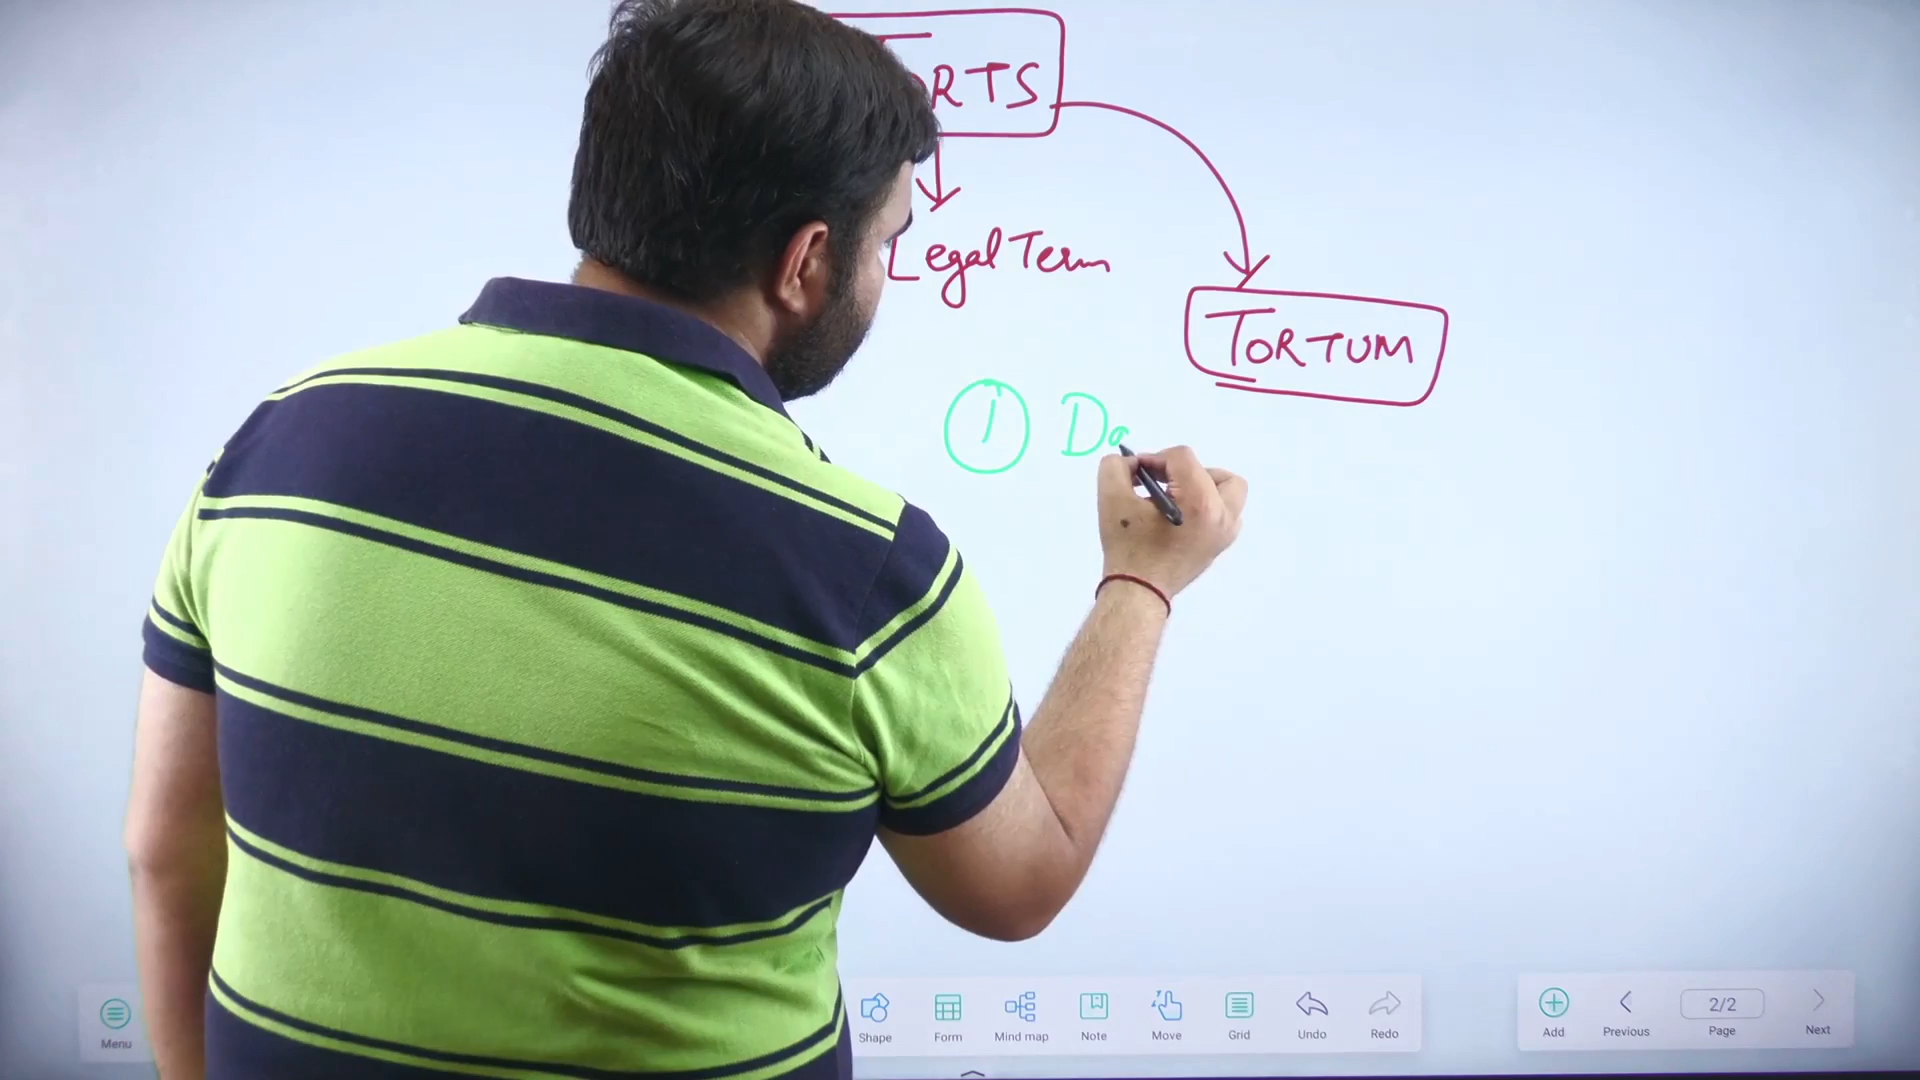 RTS
Legal Term
TORTUM
1 Da
Menu
Shape
Form
Mind map
Note
Move
Grid
Undo
Redo
Add
Previous
2/2
Page
Next